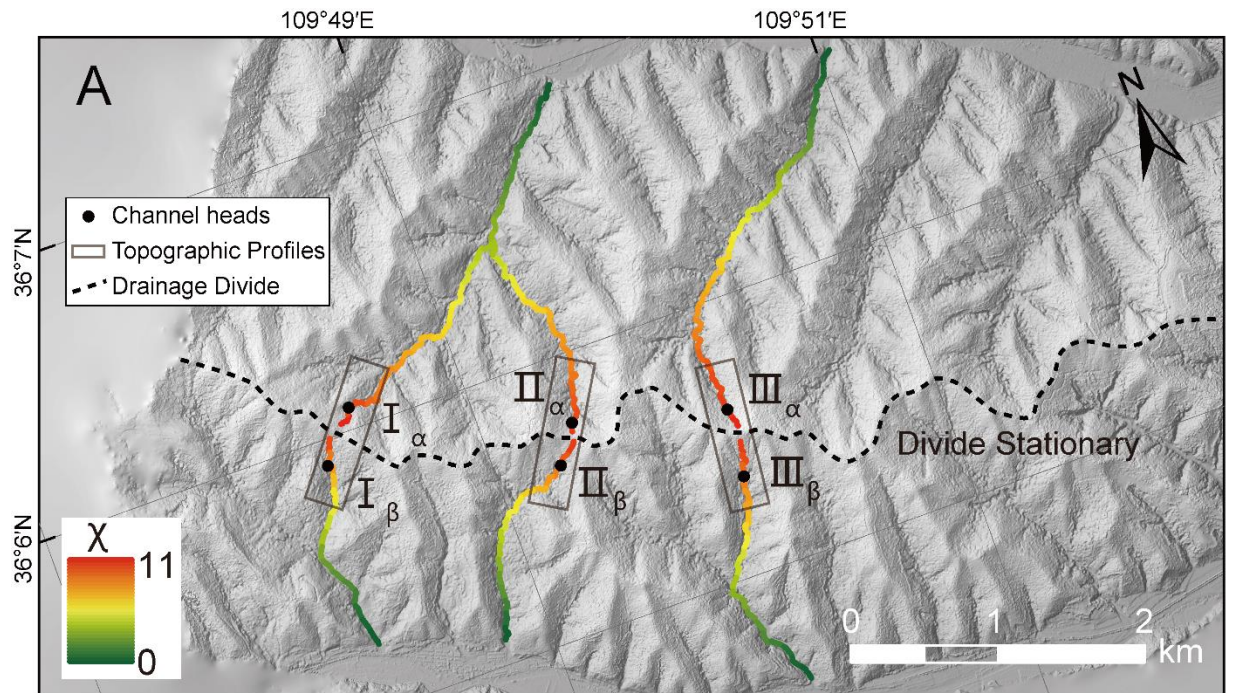 109°49′E
109°51′E
A
N
Channel heads
Topographic Profiles
Drainage Divide
36°7′N
Ⅰα
Ⅱα
Ⅲα
Divide Stationary
Ⅰβ
Ⅱβ
Ⅲβ
36°6′N
χ
11
0
0 1 2
km